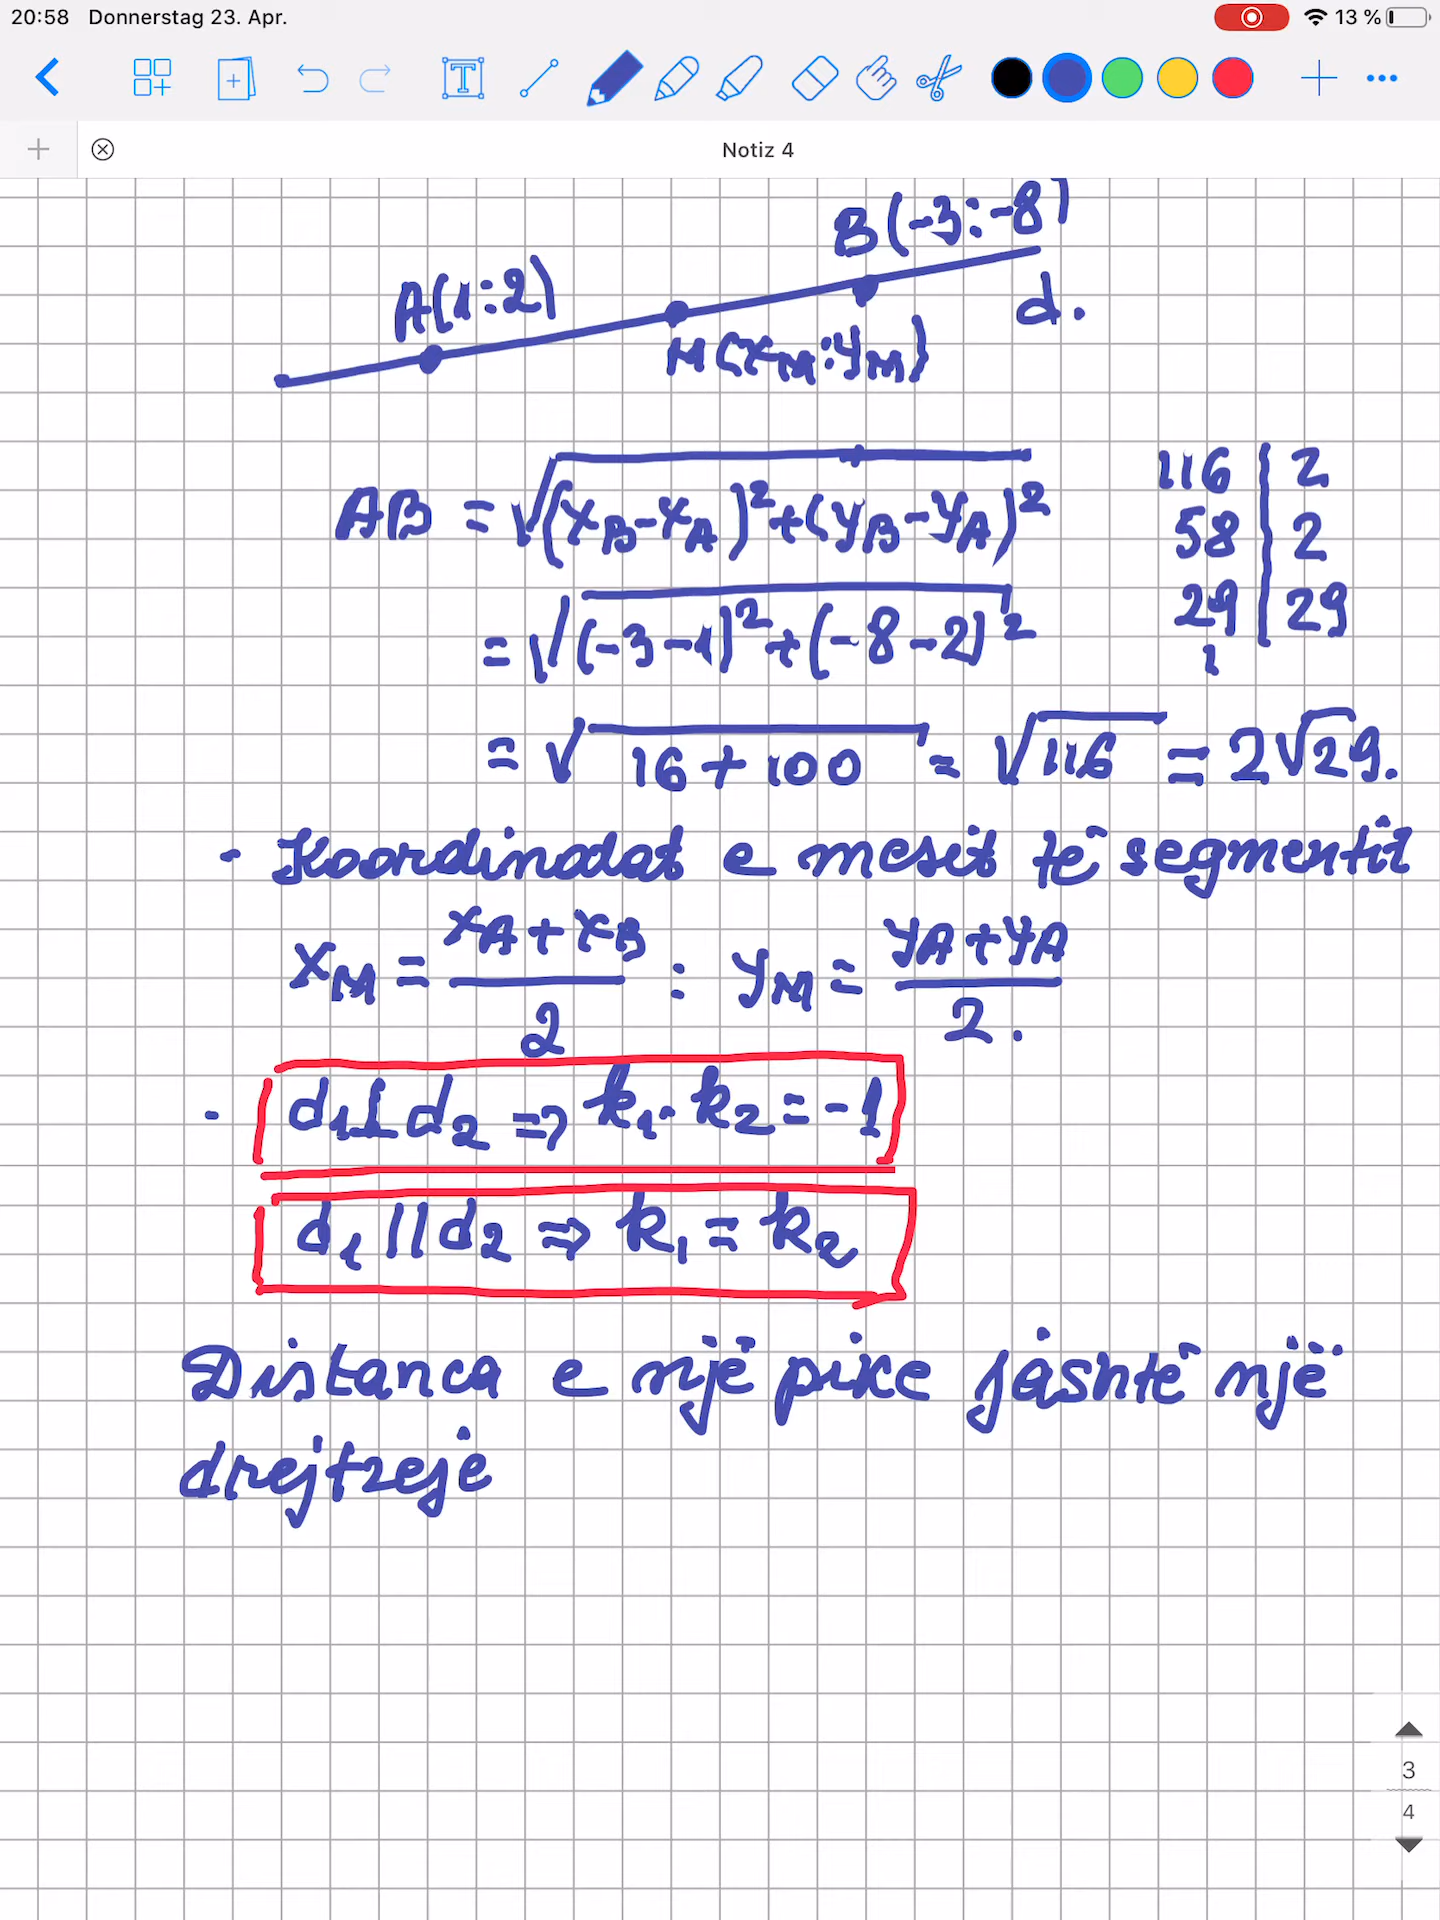 20:58 Donnerstag 23. Apr. 13 %
Notiz 4
B(-3:-8)
A(1:2)
d.
M(xM:yM)
AB = √(xB-xA)²+(yB-yA)²
116 | 2
58 | 2
29 | 29
1
= √(-3-1)²+(-8-2)²
= √16+100 = √116 = 2√29.
- Koordinodat e mesit të segmentit
xM = xA+xB / 2 : yM = yA+yA / 2.
- d1⊥d2 ⇒ k1·k2=-1
d1||d2 ⇒ k1=k2
Distanca e një pike jashtë një
drejtzeje
3
4